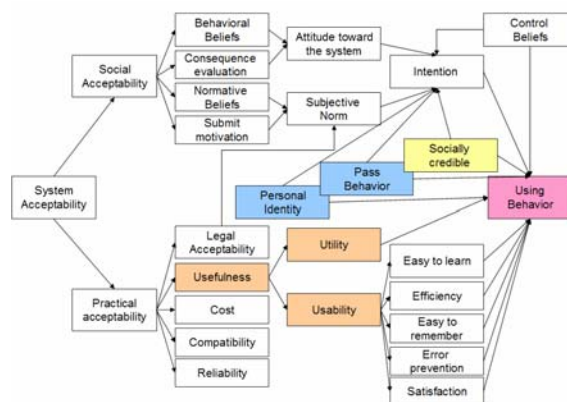 Behavioral
Beliefs
Control
Beliefs
Attitude toward
the system
Consequence
evaluation
Social
Acceptability
Intention
Normative
Beliefs
Subjective
Norm
Submit
motivation
Socially
credible
Pass
Behavior
System
Acceptability
Personal
Identity
Using
Behavior
Legal
Acceptability
Utility
Easy to learn
Usefulness
Efficiency
Practical
acceptability
Cost
Usability
Easy to
remember
Compatibility
Error
prevention
Reliability
Satisfaction